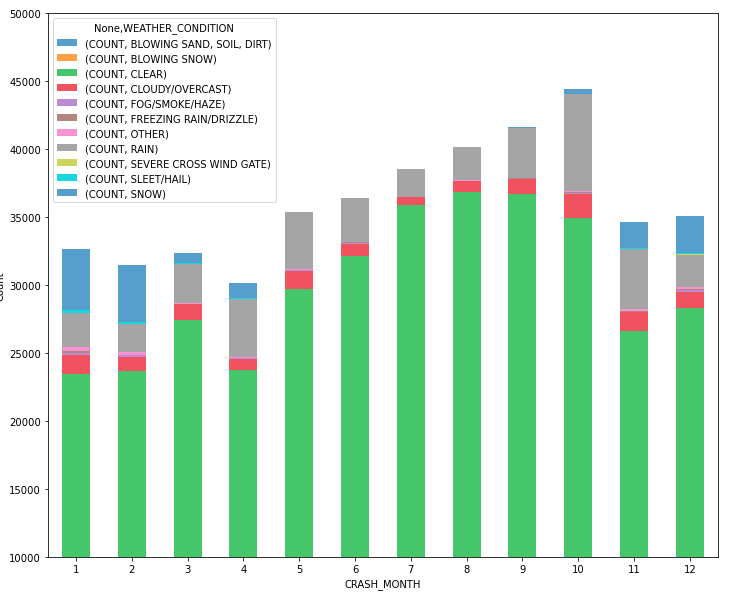 None,WEATHER_CONDITION
(COUNT, BLOWING SAND, SOIL, DIRT)
(COUNT, BLOWING SNOW)
(COUNT, CLEAR)
(COUNT, CLOUDY/OVERCAST)
(COUNT, FOG/SMOKE/HAZE)
(COUNT, FREEZING RAIN/DRIZZLE)
(COUNT, OTHER)
(COUNT, RAIN)
(COUNT, SEVERE CROSS WIND GATE)
(COUNT, SLEET/HAIL)
(COUNT, SNOW)
50000
45000
40000
35000
30000
25000
20000
15000
10000
Count
1 2 3 4 5 6 7 8 9 10 11 12
CRASH_MONTH